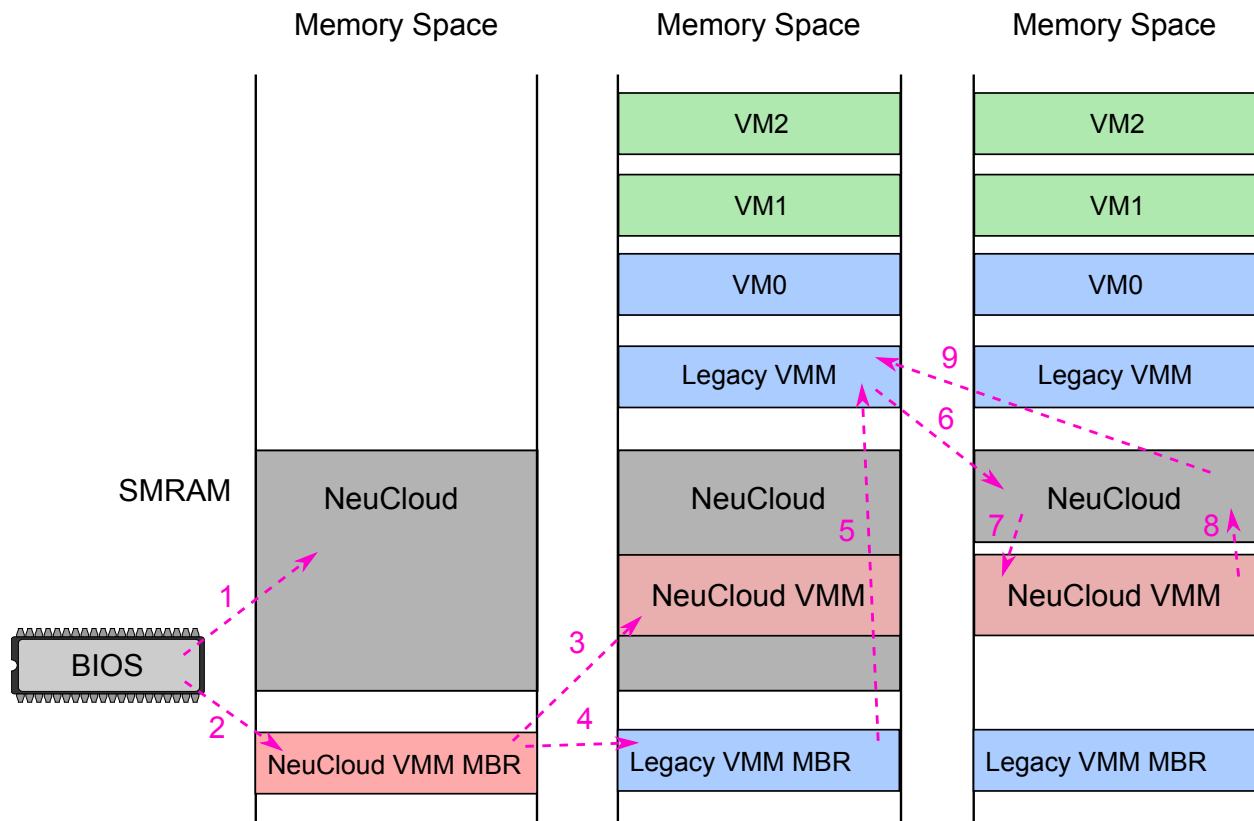 Memory Space
Memory Space
Memory Space
VM2
VM2
VM1
VM1
VM0
VM0
9
Legacy VMM
Legacy VMM
6
SMRAM
NeuCloud
NeuCloud
NeuCloud
5
7
8
1
NeuCloud VMM
NeuCloud VMM
3
BIOS
2
4
NeuCloud VMM MBR
Legacy VMM MBR
Legacy VMM MBR